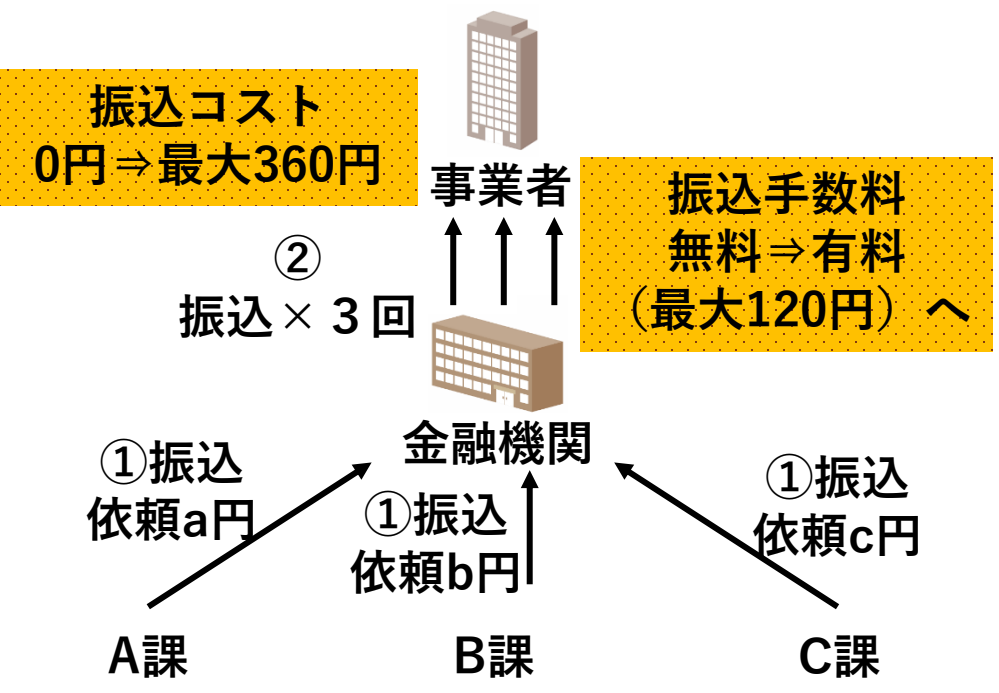 振込コスト
0円⇒最大360円
事業者
振込手数料
無料⇒有料
（最大120円）へ
②
振込×３回
金融機関
①振込
依頼a円
①振込
依頼b円
①振込
依頼c円
A課
B課
C課